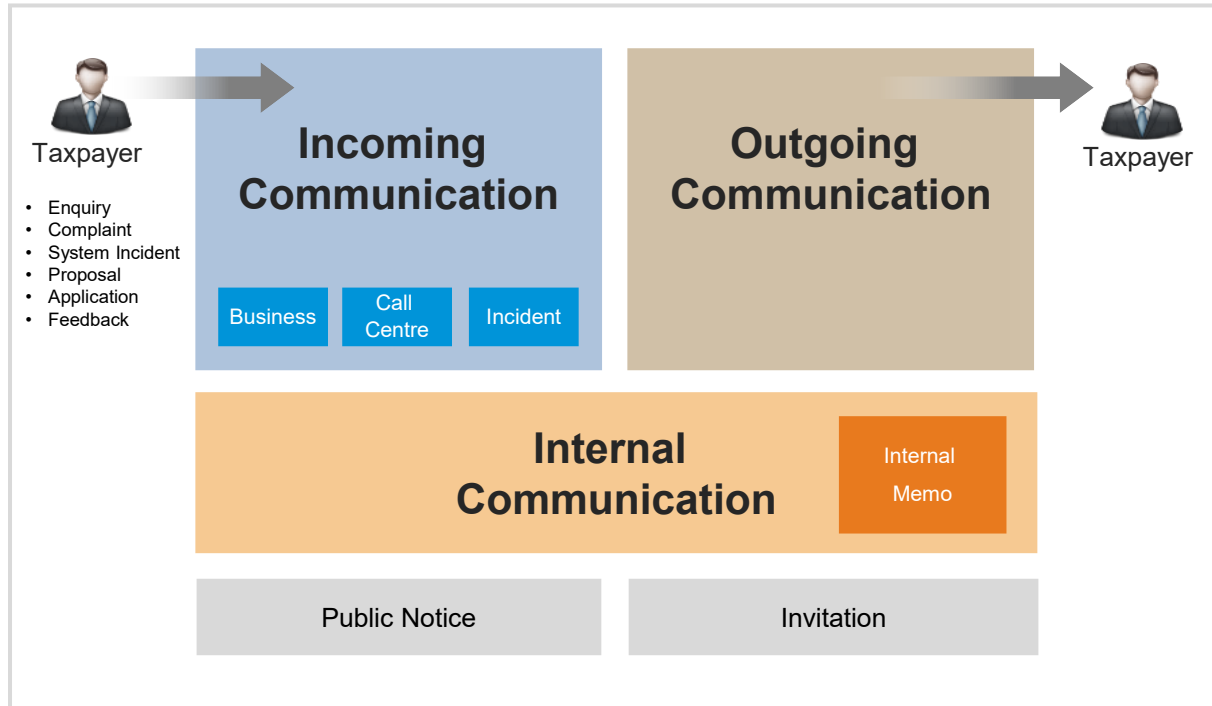 Taxpayer
• Enquiry
• Complaint
• System Incident
• Proposal
• Application
• Feedback
Incoming
Communication
Business
Call
Centre
Incident
Outgoing
Communication
Taxpayer
Internal
Communication
Internal
Memo
Public Notice
Invitation